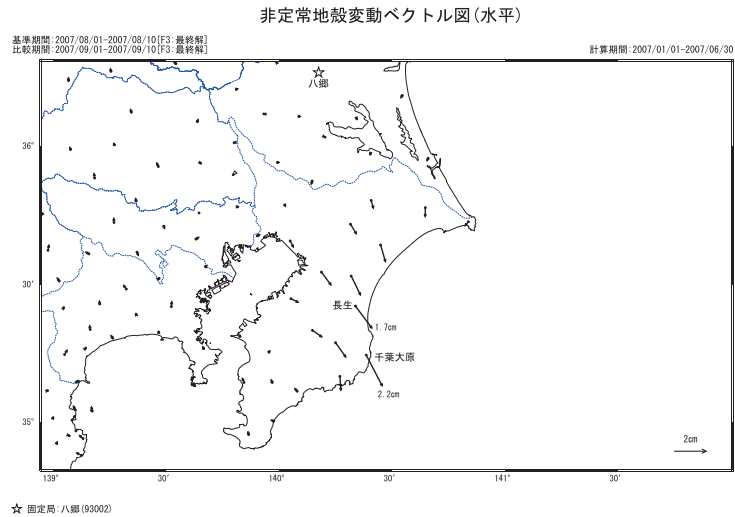 非定常地殻変動ベクトル図(水平)
基準期間:2007/08/01-2007/08/10[F3:最終解]
比較期間:2007/09/01-2007/09/10[F3:最終解]
計算期間:2007/01/01-2007/06/30
八郷
36°
30′
長生
1.7cm
千葉大原
2.2cm
35°
2cm
139° 30′ 140° 30′ 141° 30′
☆ 固定局:八郷(93002)